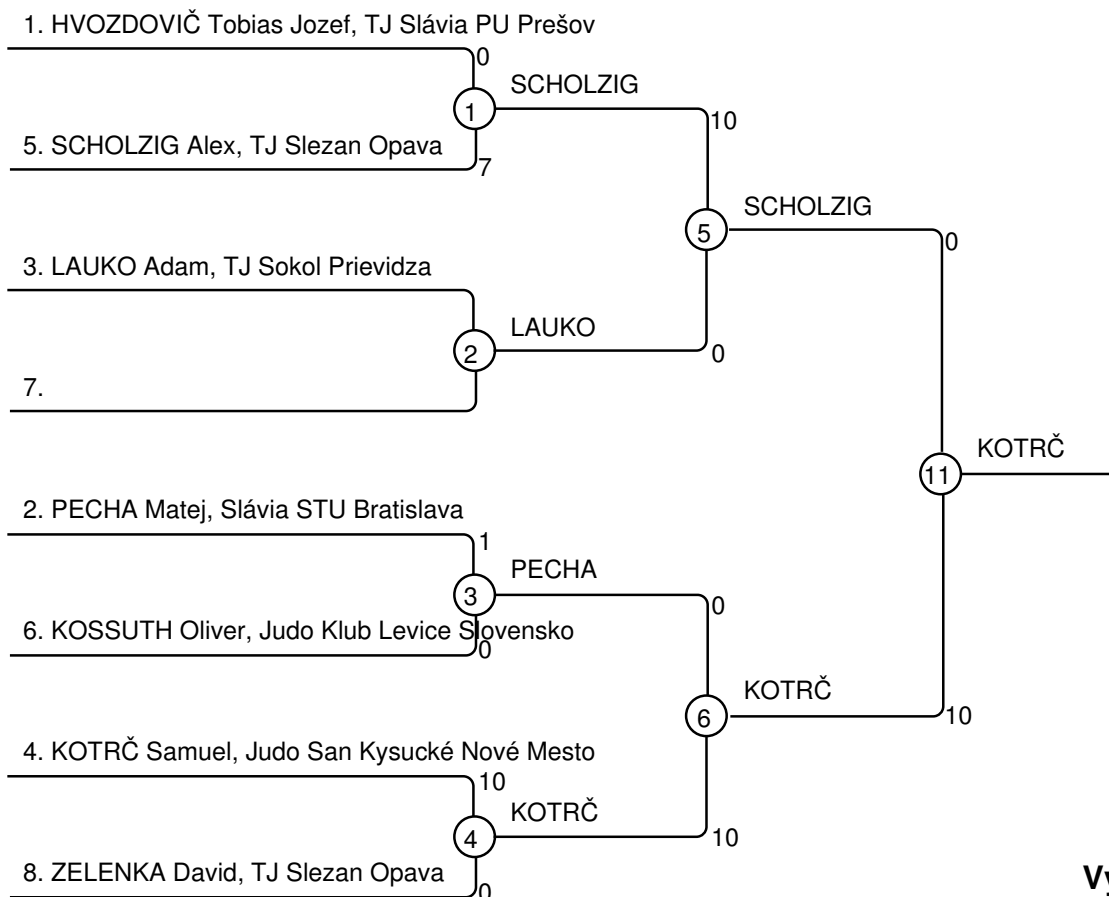 1. HVOZDOVIČ Tobias Jozef, TJ Slávia PU Prešov
0
SCHOLZIG
1
10
5. SCHOLZIG Alex, TJ Slezan Opava
7
SCHOLZIG
5
0
3. LAUKO Adam, TJ Sokol Prievidza
LAUKO
2
0
7.
KOTRČ
11
2. PECHA Matej, Slávia STU Bratislava
1
PECHA
3
0
6. KOSSUTH Oliver, Judo Klub Levice Slovensko
0
KOTRČ
6
10
4. KOTRČ Samuel, Judo San Kysucké Nové Mesto
10
KOTRČ
4
10
8. ZELENKA David, TJ Slezan Opava
0